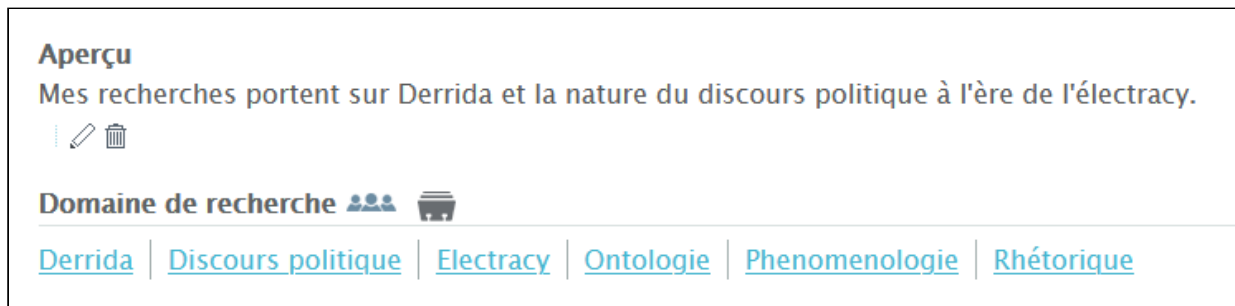 Aperçu
Mes recherches portent sur Derrida et la nature du discours politique à l'ère de l'électracy.
Domaine de recherche
Derrida | Discours politique | Electracy | Ontologie | Phenomenologie | Rhétorique